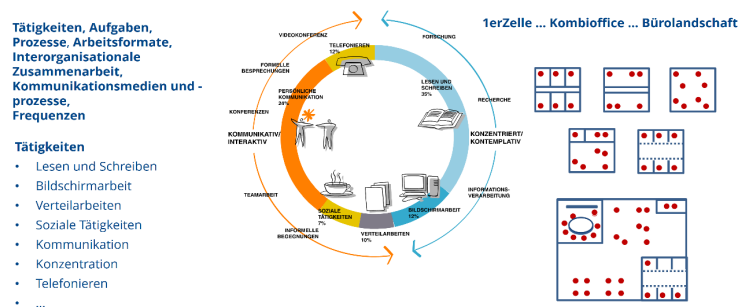 Tätigkeiten, Aufgaben,
Prozesse, Arbeitsformate,
Interorganisationale
Zusammenarbeit,
Kommunikationsmedien und -
prozesse,
Frequenzen
Tätigkeiten
• Lesen und Schreiben
• Bildschirmarbeit
• Verteilarbeiten
• Soziale Tätigkeiten
• Kommunikation
• Konzentration
• Telefonieren
• ...
VIDEOKONFERENZ
FORMELLE
BESPRECHUNGEN
KONFERENZEN
KOMMUNIKATIV/
INTERAKTIV
TEAMARBEIT
INFORMELLE
BEGEGNUNGEN
TELEFONIEREN
12%
PERSÖNLICHE
KOMMUNIKATION
24%
SOZIALE
TÄTIGKEITEN
7%
VERTEILARBEITEN
10%
BILDSCHIRMARBEIT
12%
LESEN UND
SCHREIBEN
35%
FORSCHUNG
RECHERCHE
KONZENTRIERT/
KONTEMPLATIV
INFORMATIONS-
VERARBEITUNG
1erZelle ... Kombioffice ... Bürolandschaft